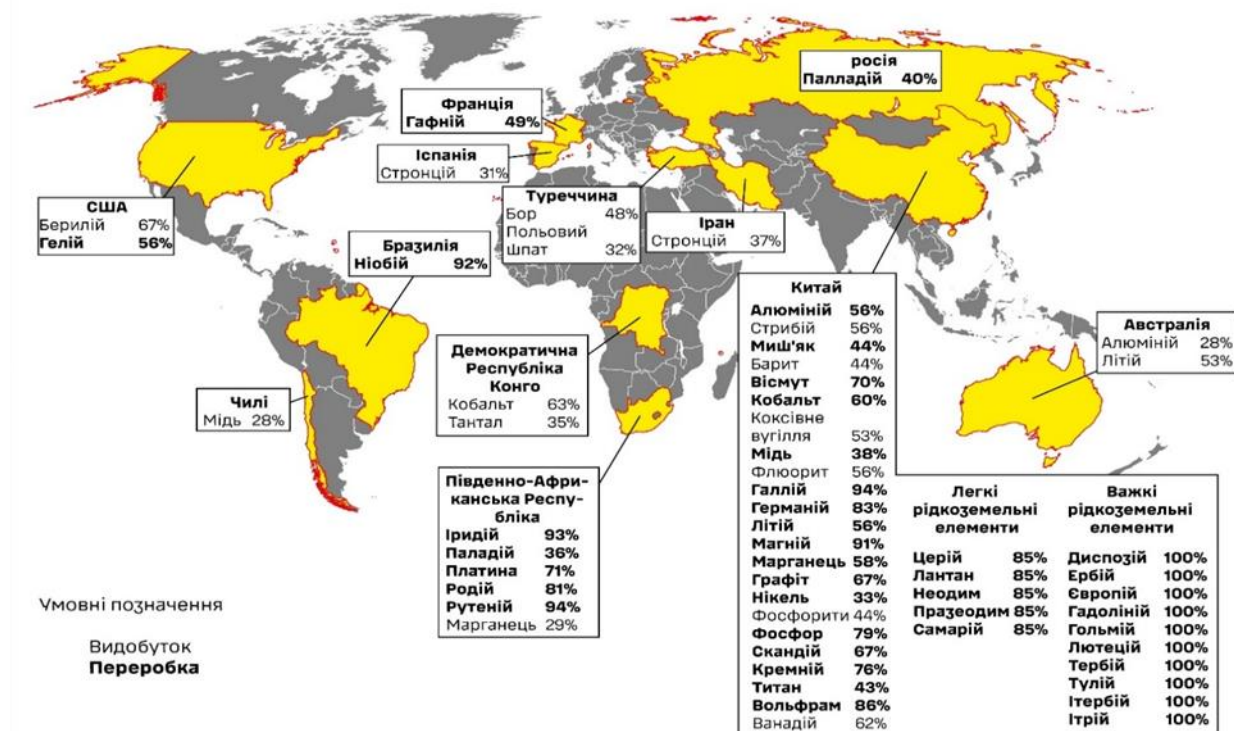 росія
Палладій 40%
Франція
Гафній 49%
Іспанія
Стронцій 31%
Туреччина
Бор 48%
Польовий
Шпат 32%
Іран
Стронцій 37%
США
Берилій 67%
Гелій 56%
Бразилія
Ніобій 92%
Чилі
Мідь 28%
Демократична
Республіка
Конго
Кобальт 63%
Тантал 35%
Південно-Афри-
канська Респу-
бліка
Іридій 93%
Паладій 36%
Платина 71%
Родій 81%
Рутеній 94%
Марганець 29%
Китай
Алюміній 56%
Стрибій 56%
Миш'як 44%
Барит 44%
Вісмут 70%
Кобальт 60%
Коксівне
вугілля 53%
Мідь 38%
Флюорит 56%
Галлій 94%
Германій 83%
Літій 56%
Магній 91%
Марганець 58%
Графіт 67%
Нікель 33%
Фосфорити 44%
Фосфор 79%
Скандій 67%
Кремній 76%
Титан 43%
Вольфрам 86%
Ванадій 62%
Легкі
рідкоземельні
елементи
Церій 85%
Лантан 85%
Неодим 85%
Празеодим 85%
Самарій 85%
Важкі
рідкоземельні
елементи
Диспозій 100%
Ербій 100%
Європій 100%
Гадоліній 100%
Гольмій 100%
Лютецій 100%
Тербій 100%
Тулій 100%
Ітербій 100%
Ітрій 100%
Австралія
Алюміній 28%
Літій 53%
Умовні позначення
Видобуток
Переробка